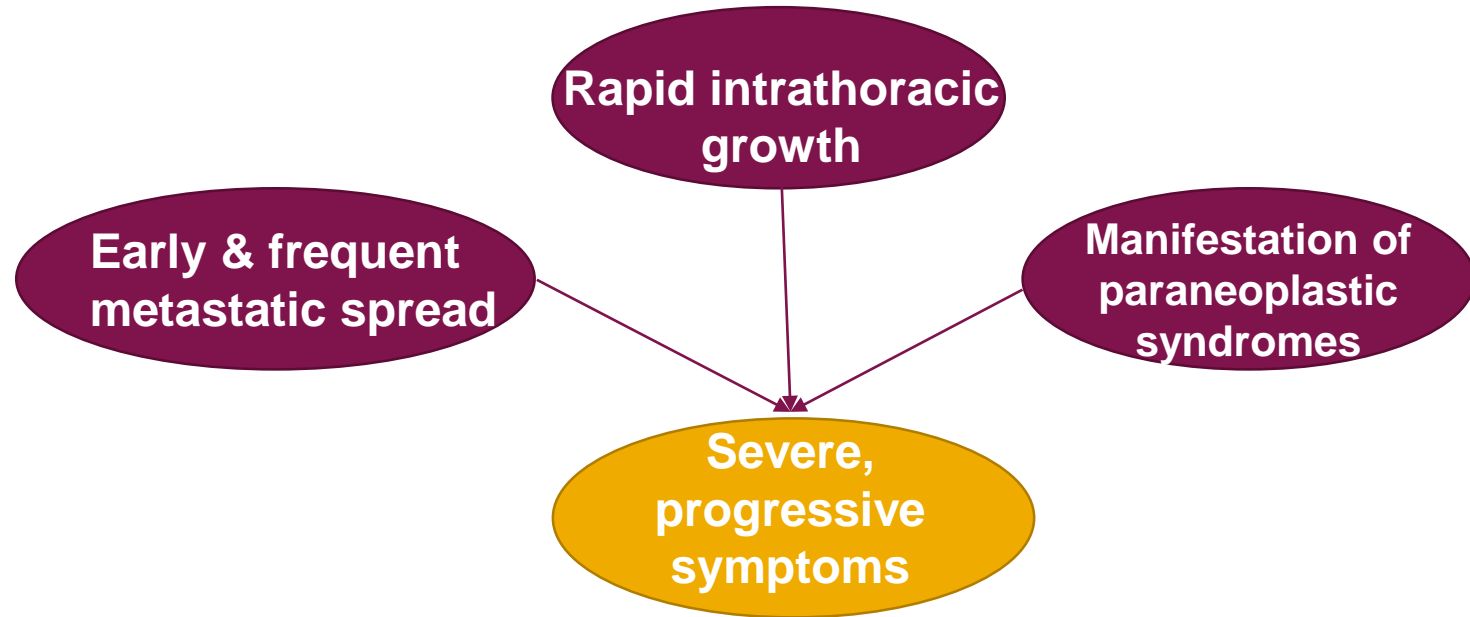 Rapid intrathoracic
growth
Early & frequent
metastatic spread
Manifestation of
paraneoplastic
syndromes
Severe,
progressive
symptoms